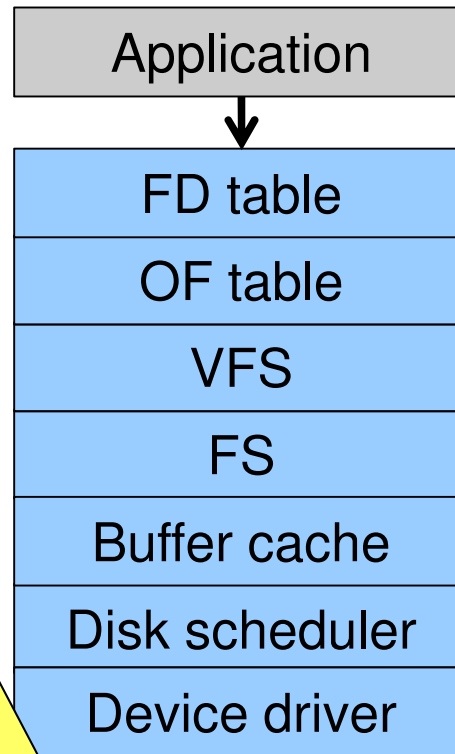 Application
FD table
OF table
VFS
FS
Buffer cache
Disk scheduler
Device driver